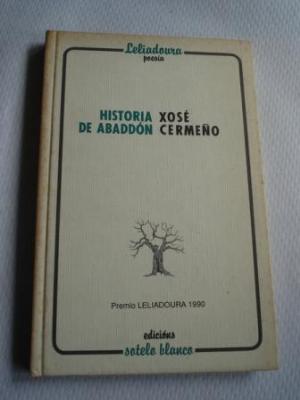 Leliadoura
poesía
HISTORIA XOSÉ
DE ABADDÓN CERMEÑO
Premio LELIADOURA 1990
edicións
sotelo blanco